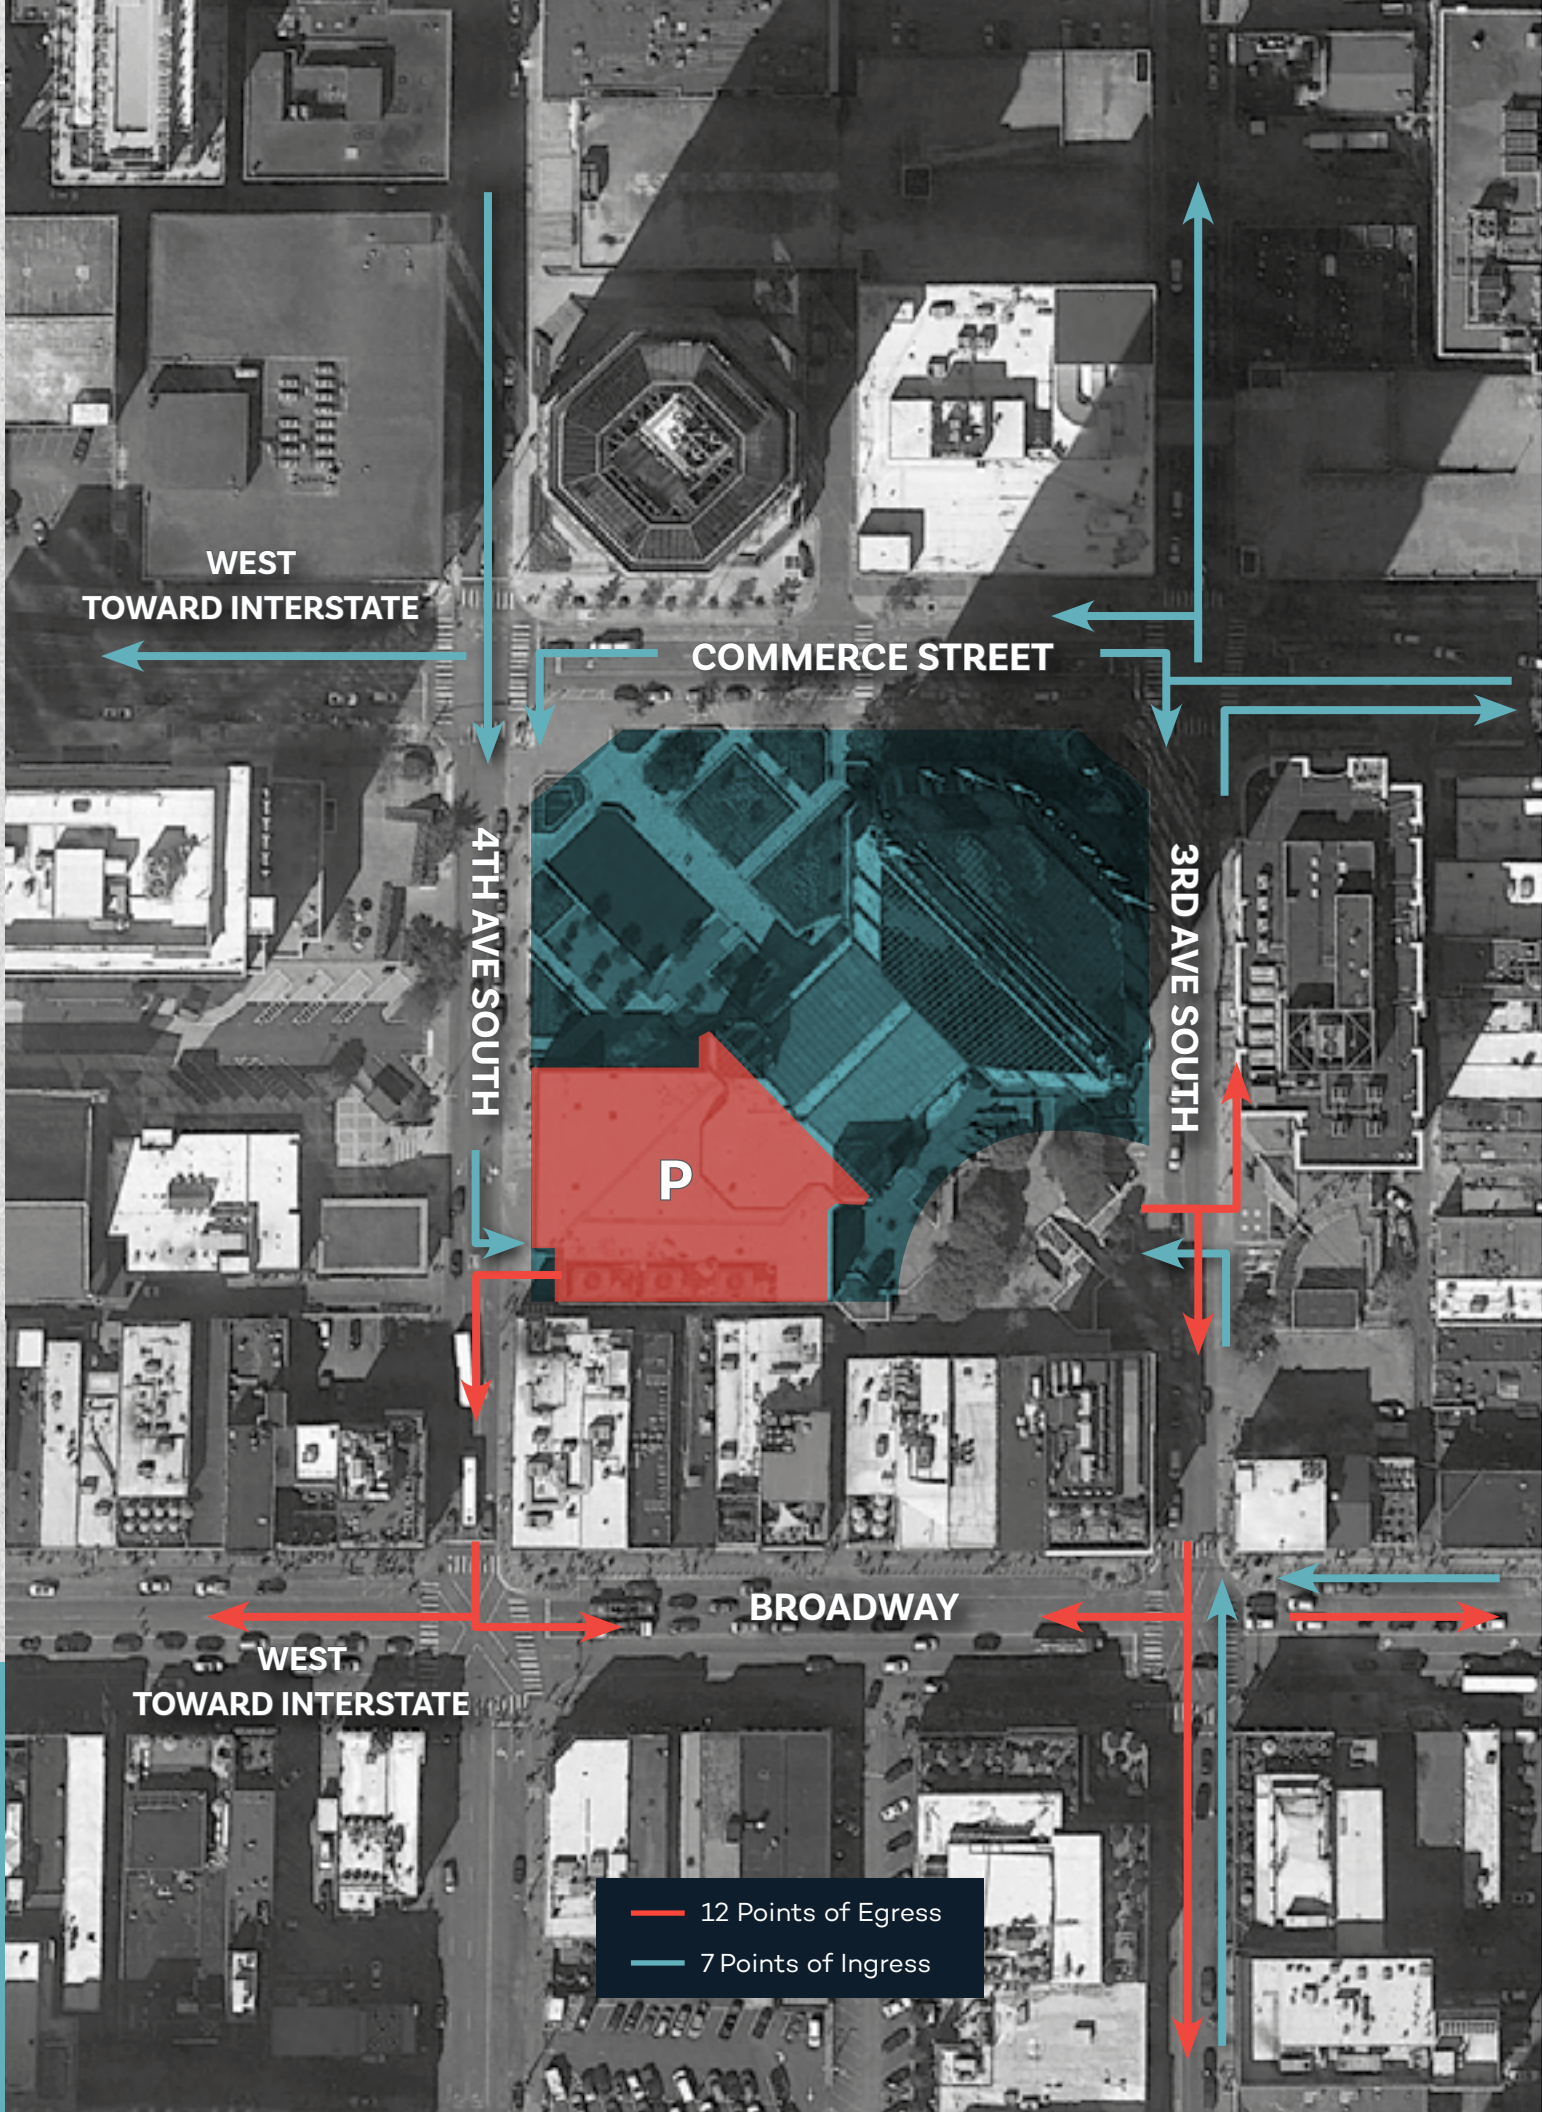 WEST
TOWARD INTERSTATE
COMMERCE STREET
4TH AVE SOUTH
3RD AVE SOUTH
P
BROADWAY
WEST
TOWARD INTERSTATE
12 Points of Egress
7 Points of Ingress